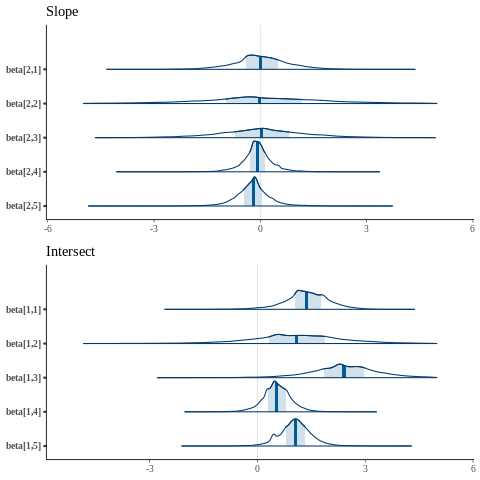 Slope
beta[2,1]
beta[2,2]
beta[2,3]
beta[2,4]
beta[2,5]
-6 -3 0 3 6
Intersect
beta[1,1]
beta[1,2]
beta[1,3]
beta[1,4]
beta[1,5]
-3 0 3 6